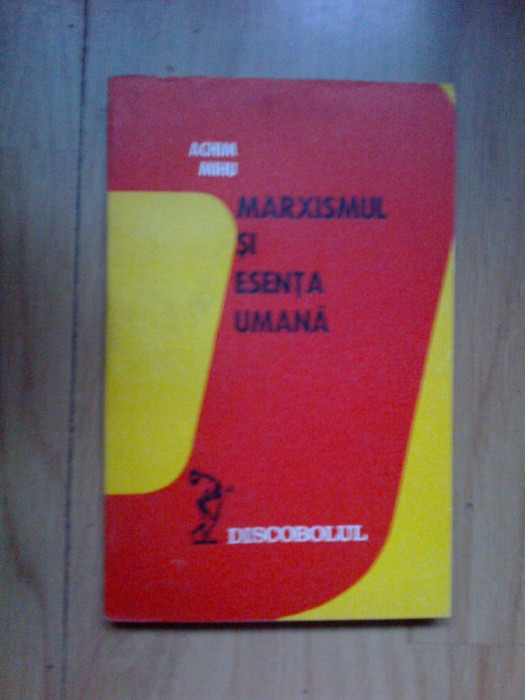 ACHIM
MIHU
MARXISMUL
ȘI
ESENȚA
UMANĂ
DISCOBOLUL